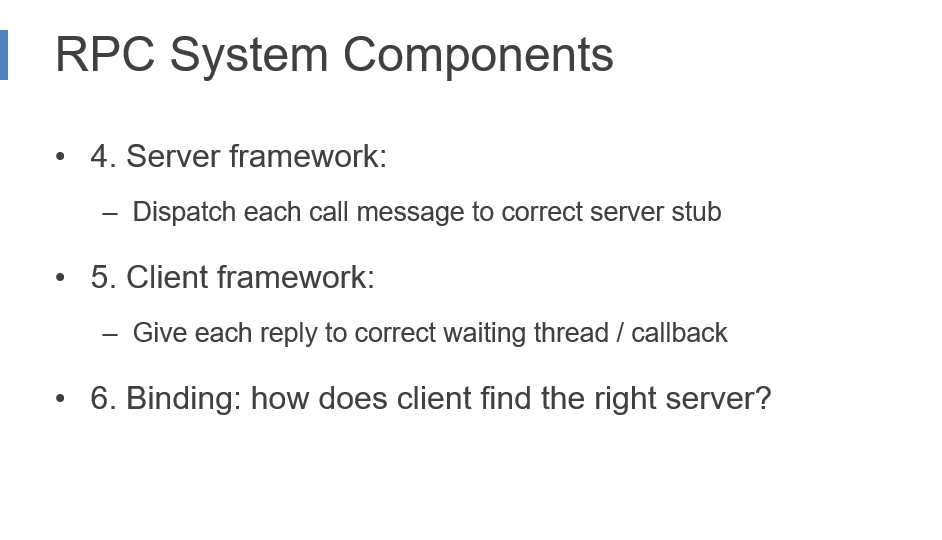 RPC System Components
• 4. Server framework:
– Dispatch each call message to correct server stub
• 5. Client framework:
– Give each reply to correct waiting thread / callback
• 6. Binding: how does client find the right server?